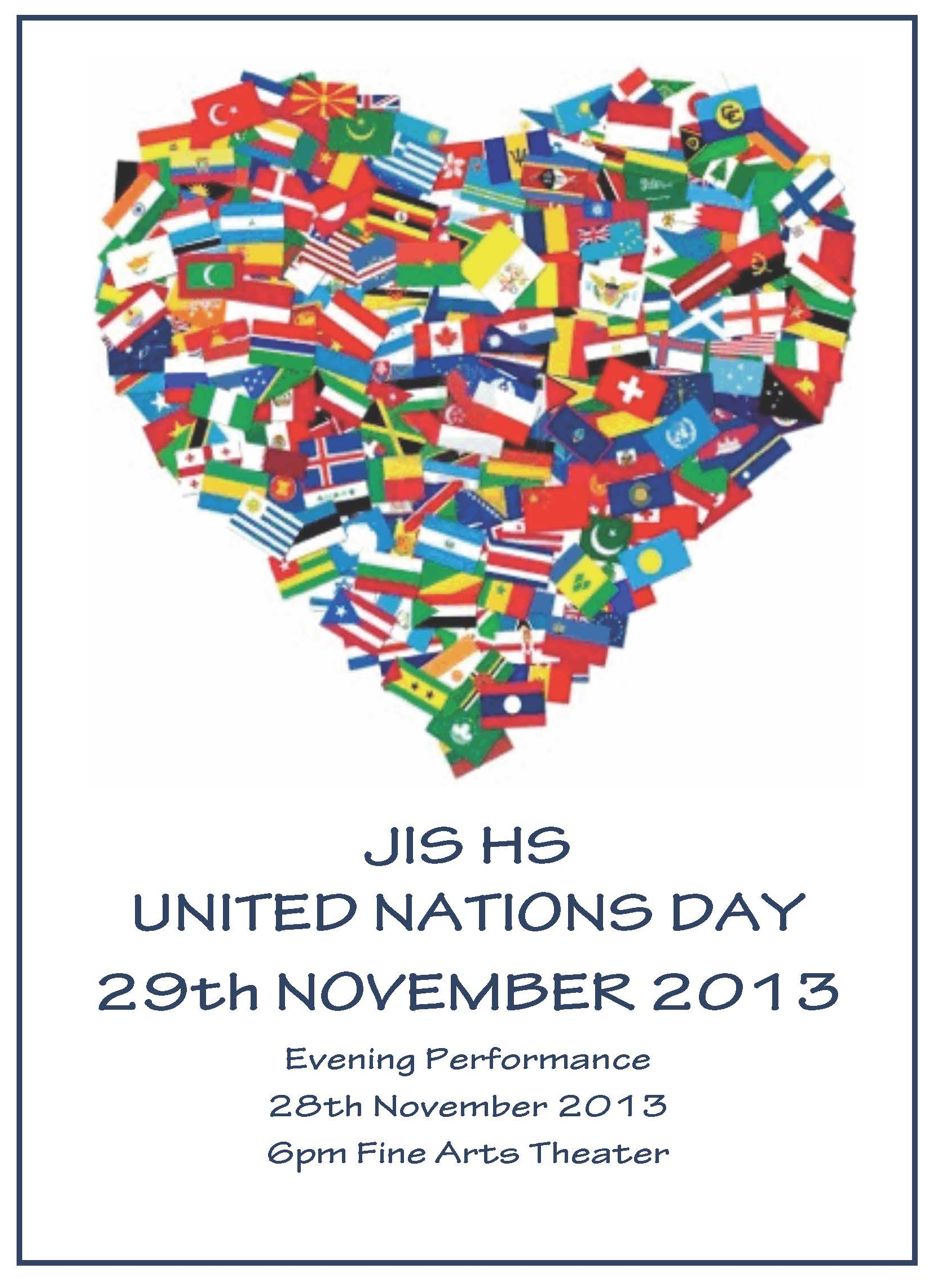 JIS HS
UNITED NATIONS DAY
29th NOVEMBER 2013
Evening Performance
28th November 2013
6pm Fine Arts Theater